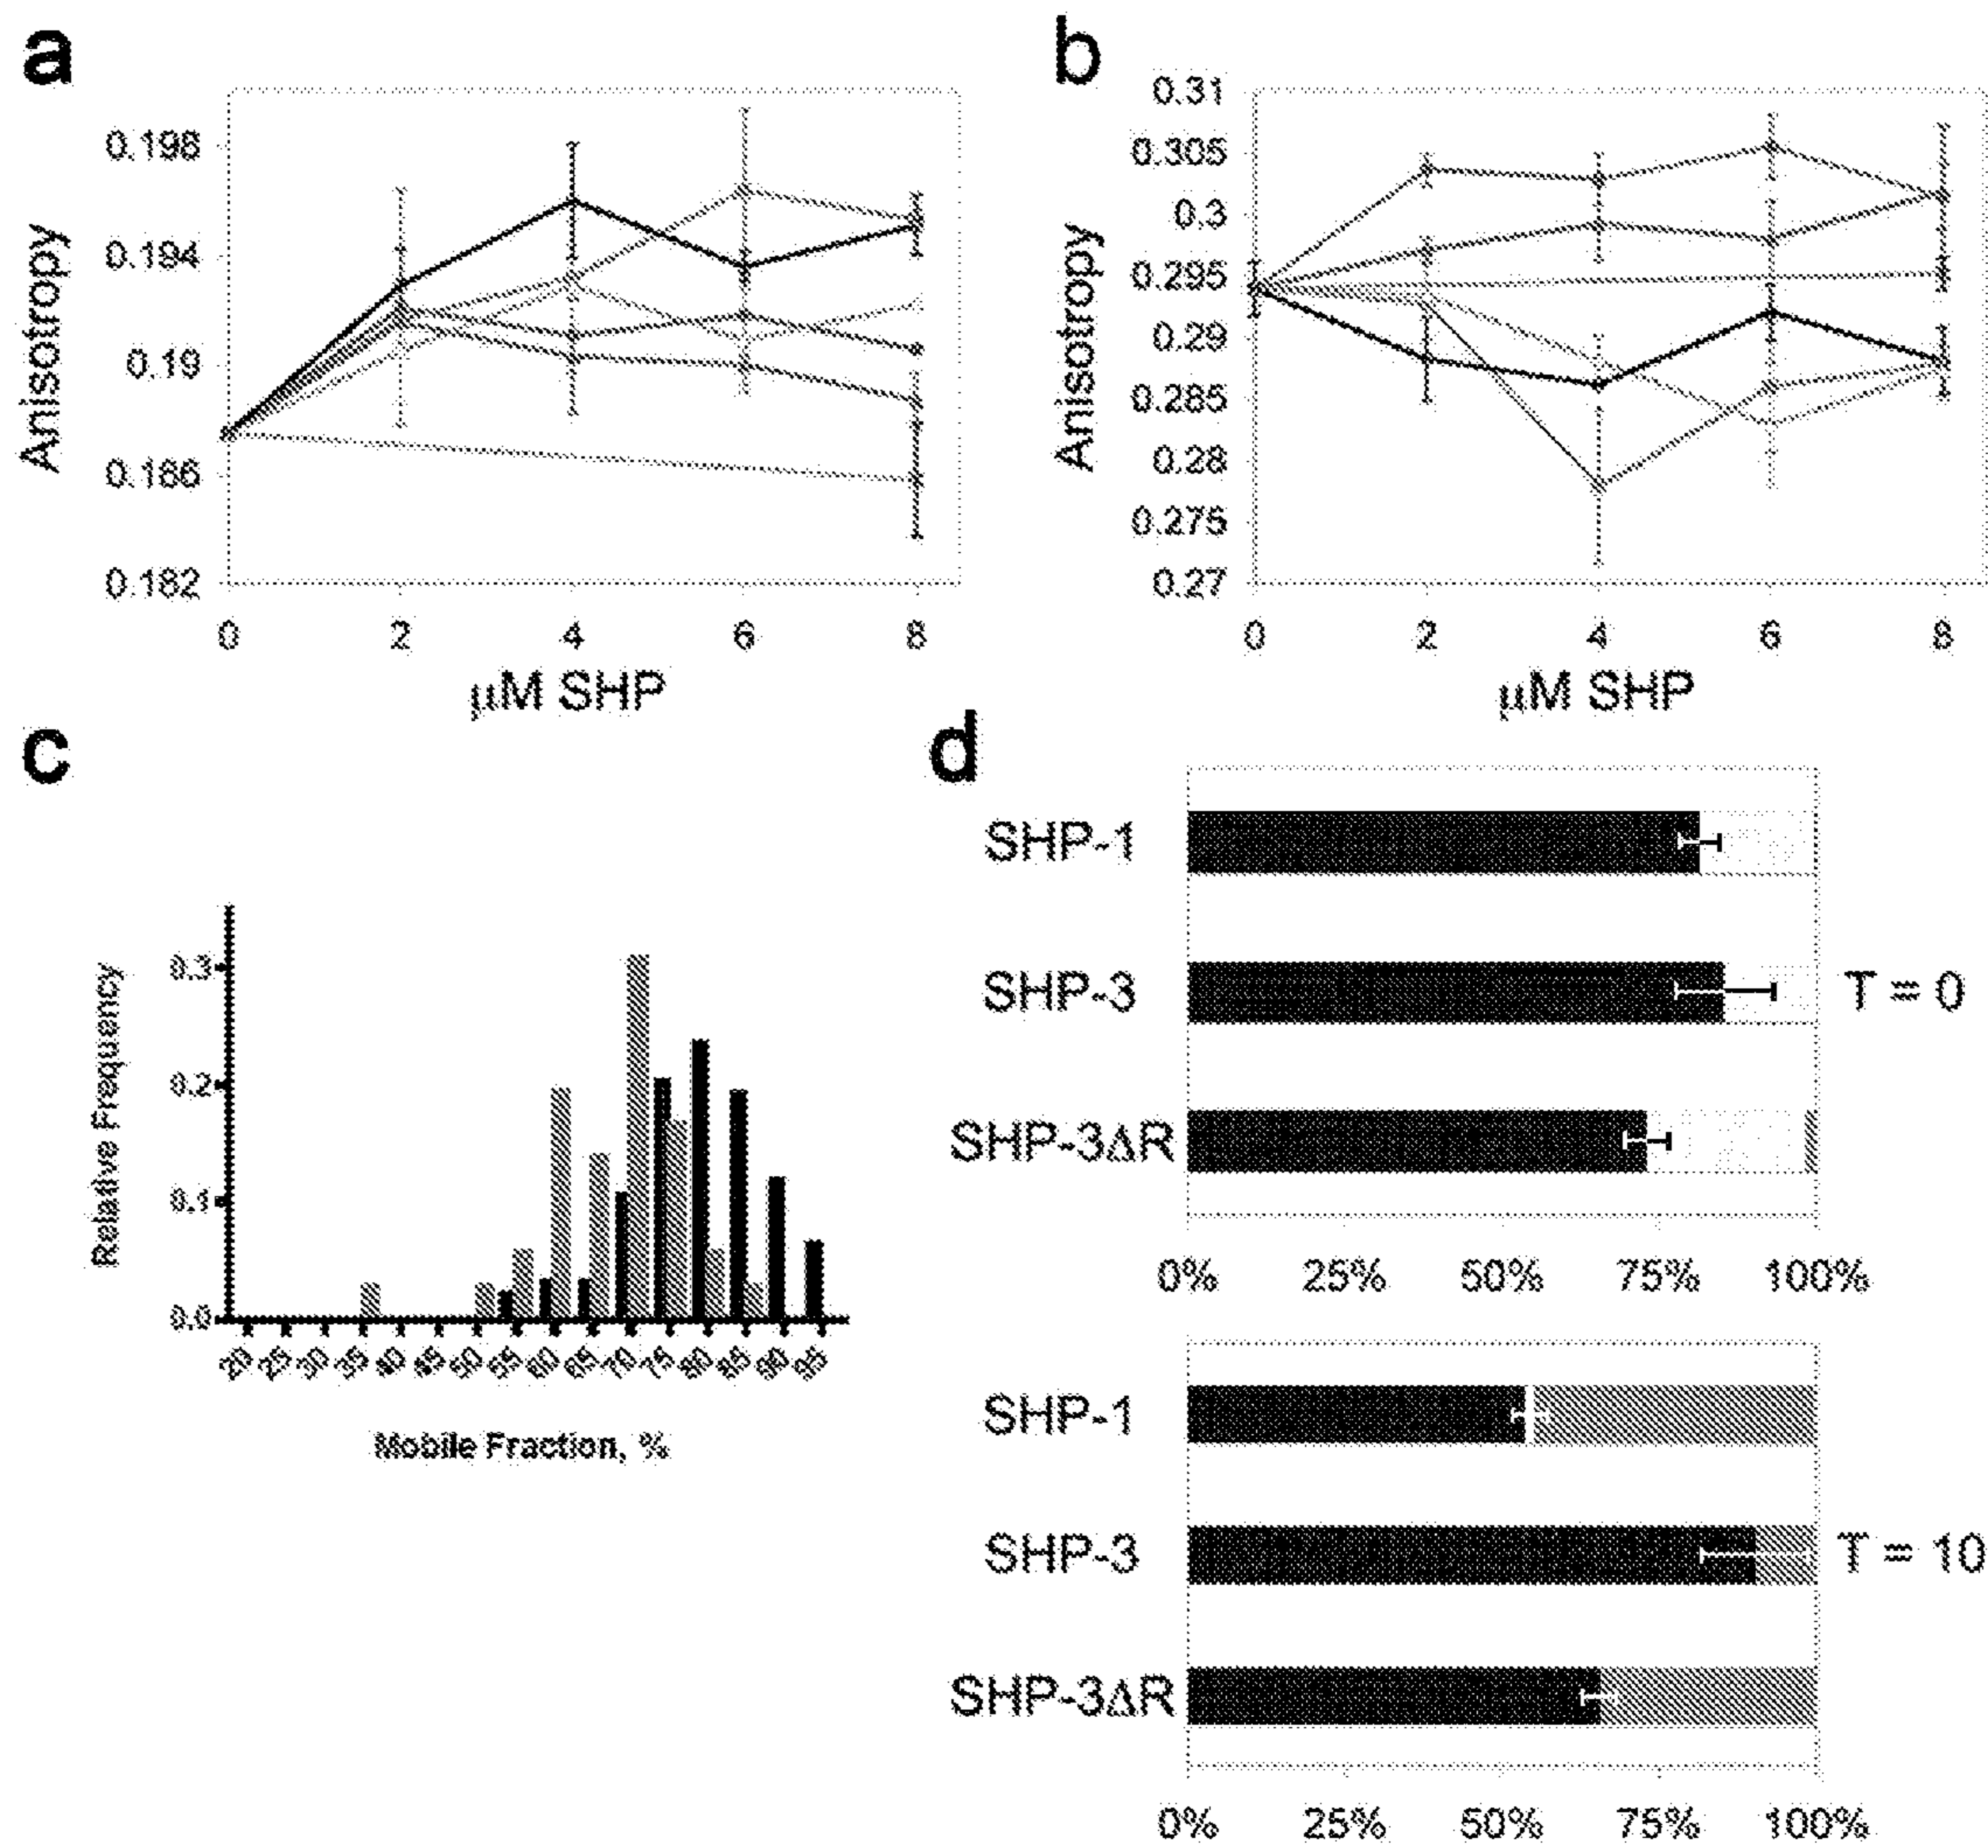 a
0.198
0.194
0.19
0.186
0.182
Anisotropy
0 2 4 6 8
µM SHP
b
0.31
0.305
0.3
0.295
0.29
0.285
0.28
0.275
0.27
Anisotropy
0 2 4 6 8
µM SHP
c
Relative Frequency
0.3
0.2
0.1
0.0
20 25 30 35 40 45 50 55 60 65 70 75 80 85 90 95
Mobile Fraction, %
d
SHP-1
SHP-3
T = 0
SHP-3ΔR
0% 25% 50% 75% 100%
SHP-1
SHP-3
T = 10
SHP-3ΔR
0% 25% 50% 75% 100%